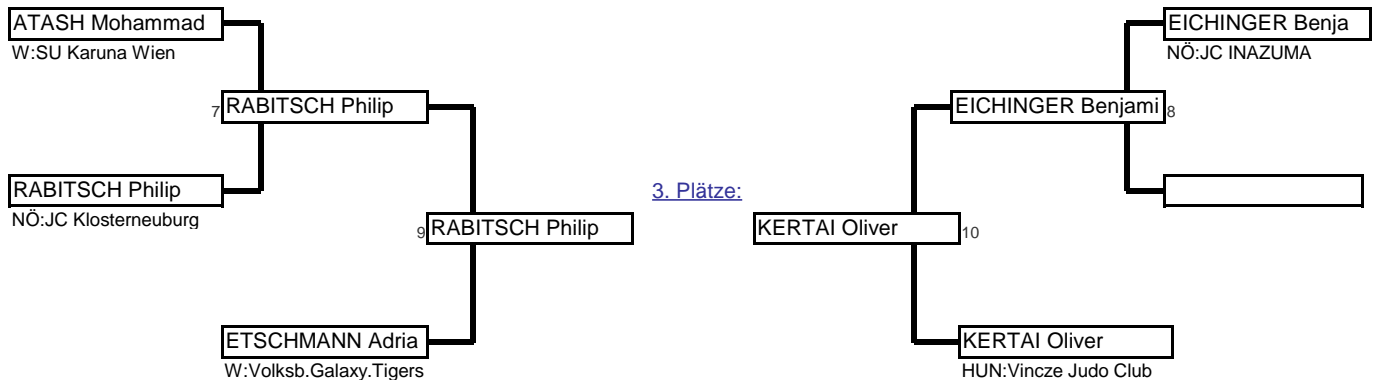 ATASH Mohammad
W:SU Karuna Wien
7
RABITSCH Philip
RABITSCH Philip
NÖ:JC Klosterneuburg
9
RABITSCH Philip
ETSCHMANN Adria
W:Volksb.Galaxy.Tigers
3. Plätze:
EICHINGER Benja
NÖ:JC INAZUMA
EICHINGER Benjami
8
KERTAI Oliver
10
KERTAI Oliver
HUN:Vincze Judo Club